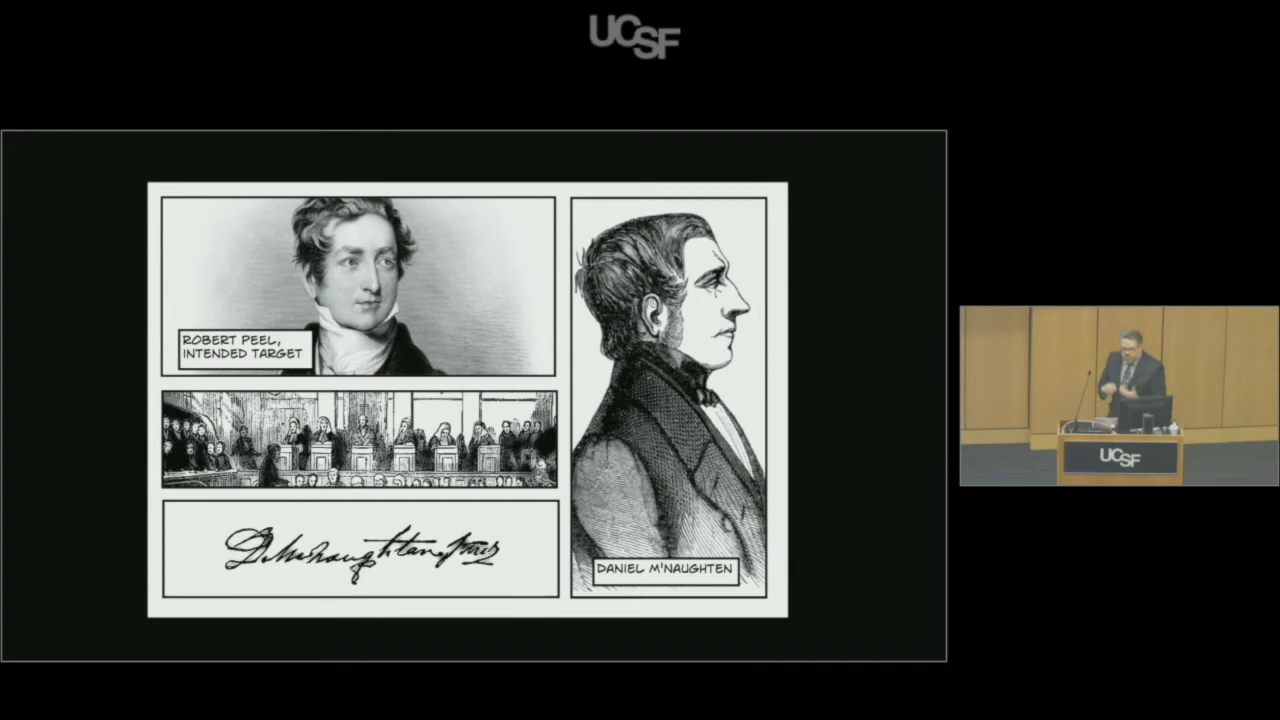 UCSF
ROBERT PEEL,
INTENDED TARGET
DANIEL M'NAUGHTEN
UCSF